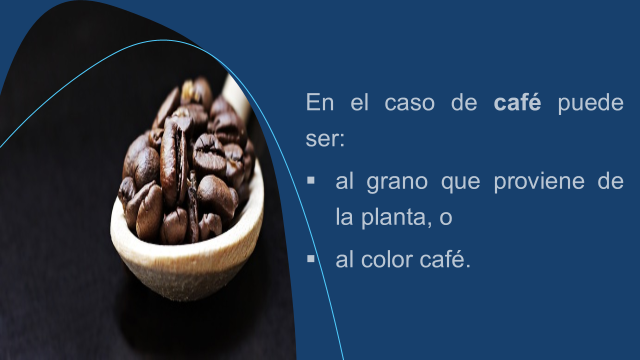 En el caso de café puede
ser:
▪ al grano que proviene de
la planta, o
▪ al color café.